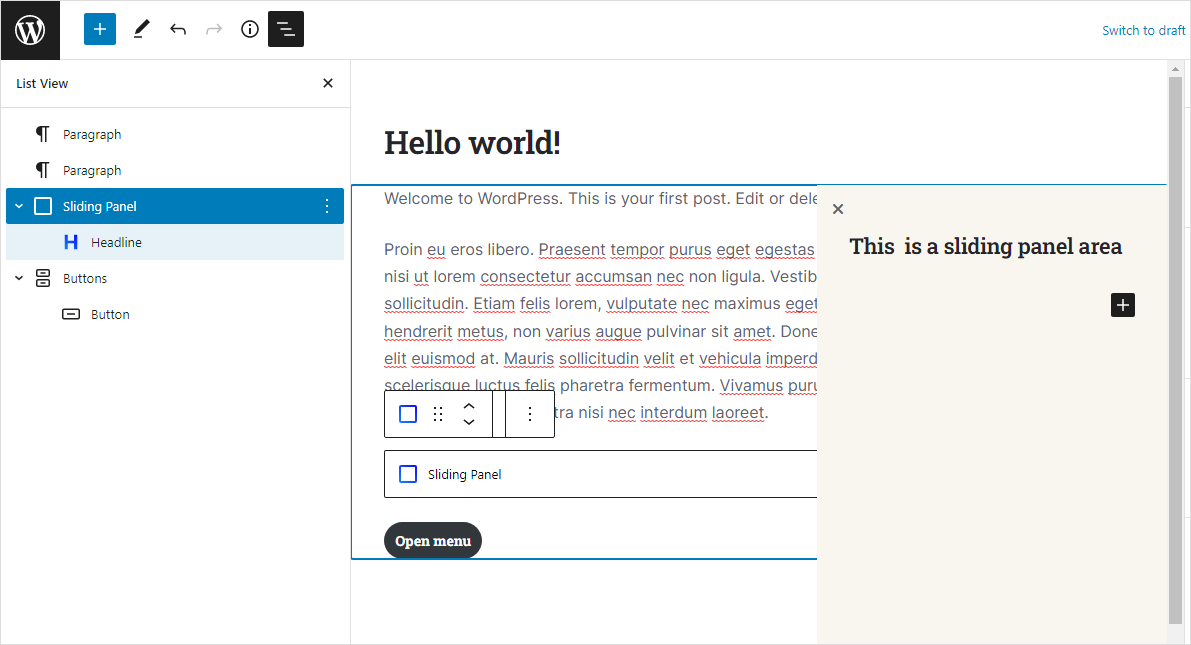 Switch to draft
List View
Paragraph
Paragraph
Sliding Panel
Headline
Buttons
Button
Hello world!
Welcome to WordPress. This is your first post. Edit or dele
Proin eu eros libero. Praesent tempor purus eget egestas
nisi ut lorem consectetur accumsan nec non ligula. Vestib
sollicitudin. Etiam felis lorem, vulputate nec maximus eget
hendrerit metus, non varius augue pulvinar sit amet. Done
elit euismod at. Mauris sollicitudin velit et vehicula imperd
scelerisque luctus felis pharetra fermentum. Vivamus puru
tra nisi nec interdum laoreet.
Sliding Panel
Open menu
This is a sliding panel area